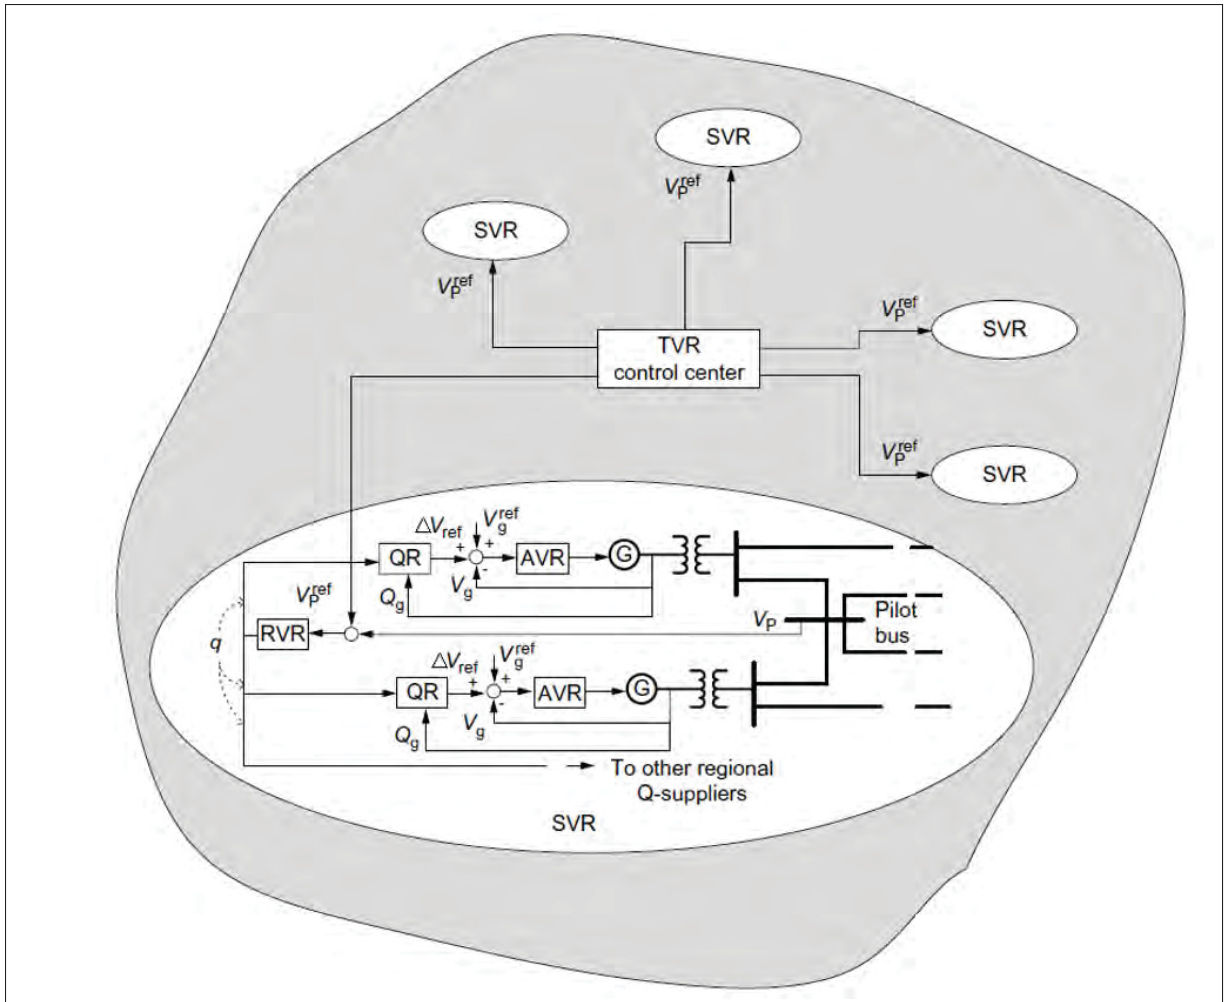 SVR
V_P^ref
SVR
V_P^ref
V_P^ref
SVR
TVR
control center
V_P^ref
SVR
ΔV_ref
V_g^ref
+
+
QR
AVR
G
-
V_g
Q_g
V_P^ref
V_P
Pilot
bus
q
RVR
ΔV_ref
V_g^ref
+
+
QR
AVR
G
-
V_g
Q_g
To other regional
Q-suppliers
SVR